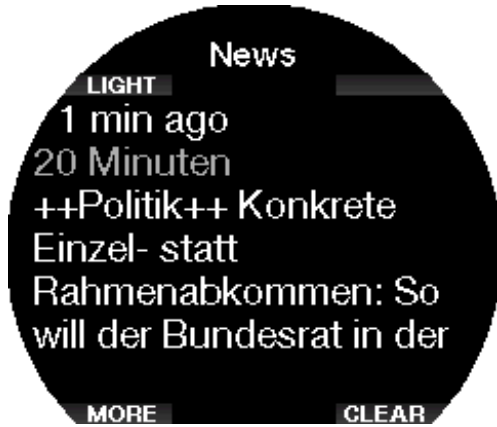 News
LIGHT
1 min ago
20 Minuten
++Politik++ Konkrete
Einzel- statt
Rahmenabkommen: So
will der Bundesrat in der
MORE
CLEAR